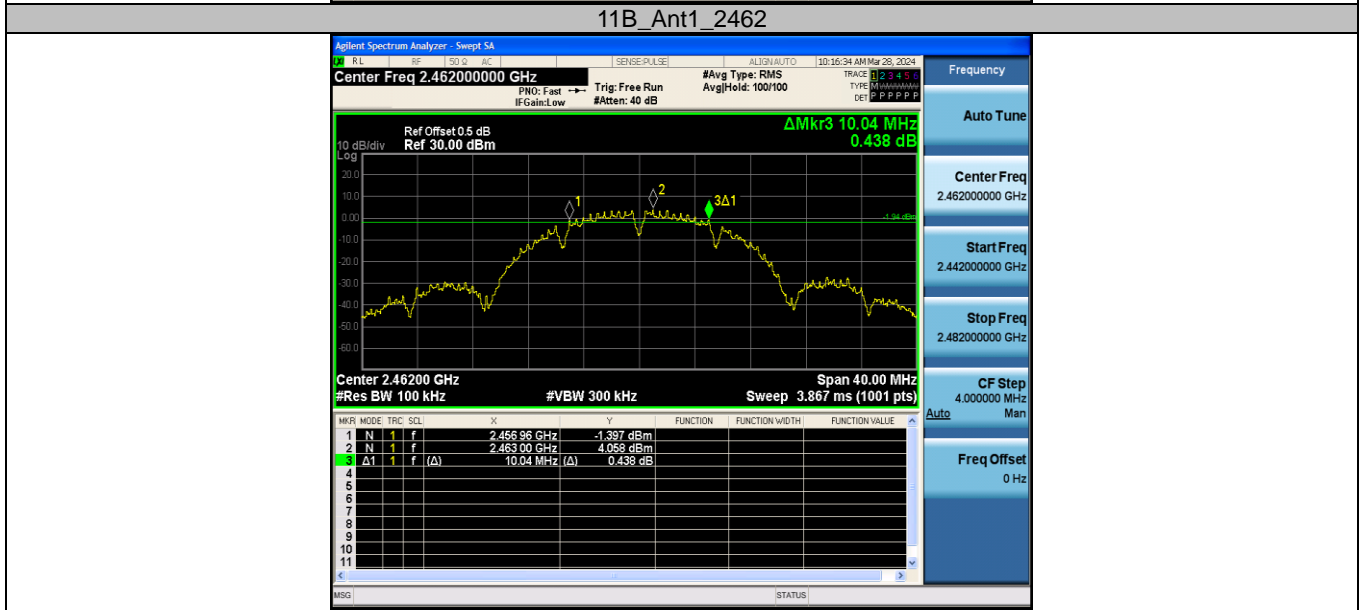 11B_Ant1_2462
Agilent Spectrum Analyzer - Swept SA
RL RF 50 Ω AC SENSE:PULSE ALIGNAUTO 10:16:34 AM Mar 28, 2024
Center Freq 2.462000000 GHz
PNO: Fast
IFGain:Low
Trig: Free Run
#Atten: 40 dB
#Avg Type: RMS
Avg|Hold: 100/100
TRACE 1 2 3 4 5 6
TYPE M
DET P P P P P P
Frequency
Auto Tune
Center Freq
2.462000000 GHz
Start Freq
2.442000000 GHz
Stop Freq
2.482000000 GHz
CF Step
4.000000 MHz
Auto Man
Freq Offset
0 Hz
ΔMkr3 10.04 MHz
0.438 dB
Ref Offset 0.5 dB
10 dB/div Ref 30.00 dBm
Log
20.0
10.0
0.00
-10.0
-20.0
-30.0
-40.0
-50.0
-60.0
1
2
3Δ1
-1.94 dBm
Center 2.46200 GHz Span 40.00 MHz
#Res BW 100 kHz #VBW 300 kHz Sweep 3.867 ms (1001 pts)
MKR MODE TRC SCL X Y FUNCTION FUNCTION WIDTH FUNCTION VALUE
1 N 1 f 2.456 96 GHz -1.397 dBm
2 N 1 f 2.463 00 GHz 4.058 dBm
3 Δ1 1 f (Δ) 10.04 MHz (Δ) 0.438 dB
4
5
6
7
8
9
10
11
MSG STATUS